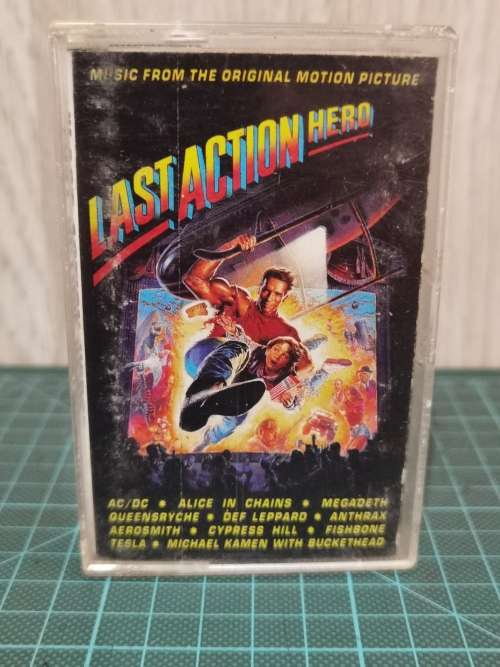 MUSIC FROM THE ORIGINAL MOTION PICTURE
LAST ACTION HERO
AC/DC • ALICE IN CHAINS • MEGADETH
QUEENSRYCHE • DEF LEPPARD • ANTHRAX
AEROSMITH • CYPRESS HILL • FISHBONE
TESLA • MICHAEL KAMEN WITH BUCKETHEAD